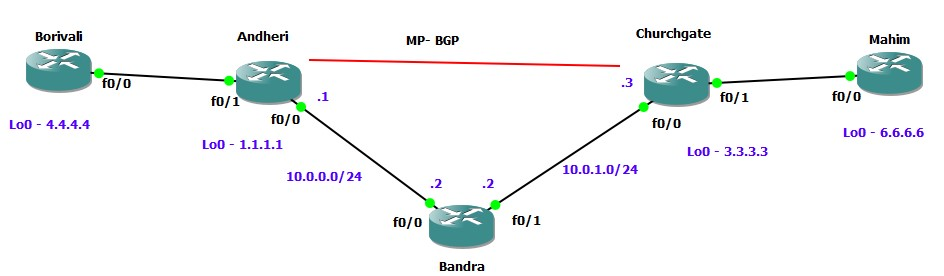 Borivali
Andheri
MP- BGP
Churchgate
Mahim
f0/0
f0/1
.1
f0/0
.3
f0/1
f0/0
f0/0
Lo0 - 4.4.4.4
Lo0 - 1.1.1.1
Lo0 - 3.3.3.3
Lo0 - 6.6.6.6
10.0.0.0/24
.2
.2
10.0.1.0/24
f0/0
f0/1
Bandra